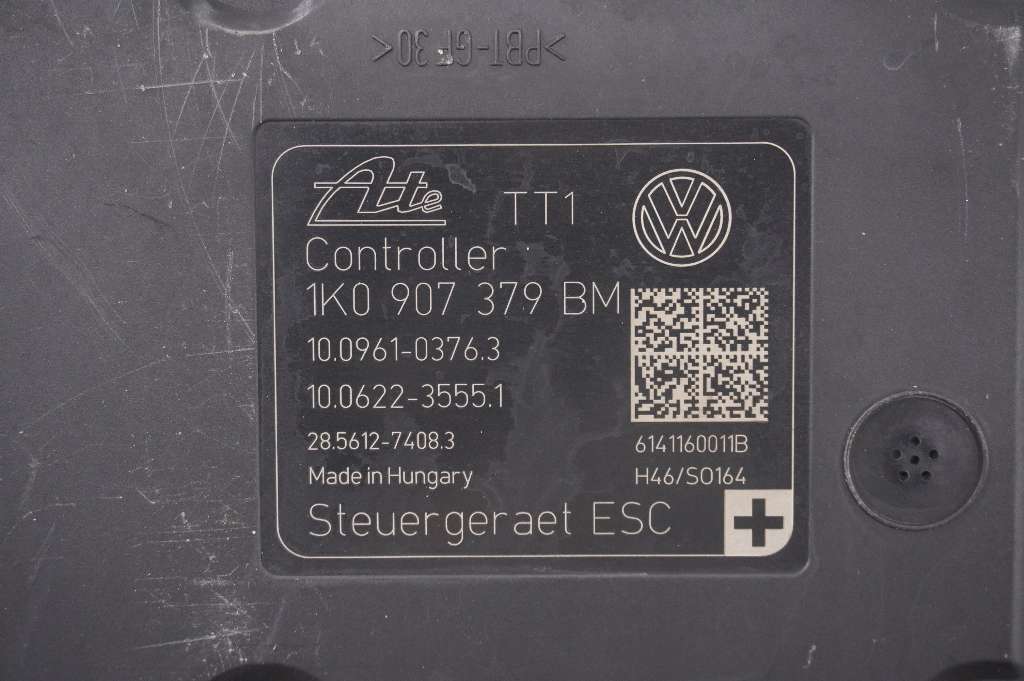 >PBT-GF30<
Ate TT1
Controller
1K0 907 379 BM
10.0961-0376.3
10.0622-3555.1
28.5612-7408.3
6141160011B
Made in Hungary
H46/SO164
Steuergeraet ESC